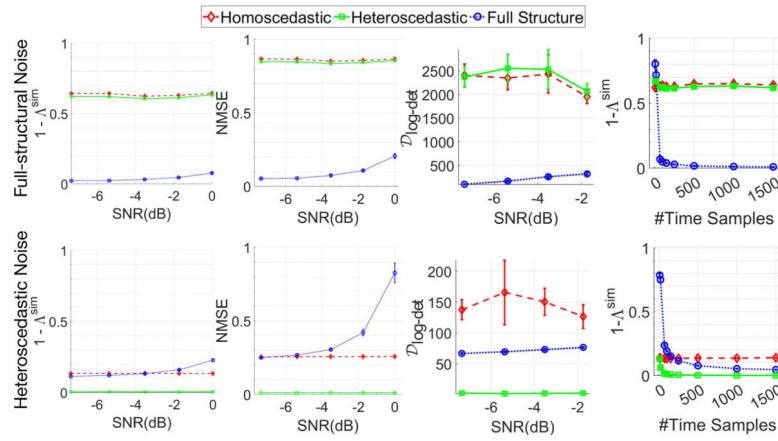 Homoscedastic Heteroscedastic Full Structure
Full-structural Noise
1 - Λ^sim
1
0.5
0
-6 -4 -2 0
SNR(dB)
NMSE
1
0.5
0
-6 -4 -2 0
SNR(dB)
𝒟log-det
2500
2000
1500
1000
500
-6 -4 -2
SNR(dB)
1-Λ^sim
1
0.5
0
0 500 1000 1500
#Time Samples
Heteroscedastic Noise
1 - Λ^sim
1
0.5
0
-6 -4 -2 0
SNR(dB)
NMSE
1
0.5
0
-6 -4 -2 0
SNR(dB)
𝒟log-det
200
150
100
50
-6 -4 -2
SNR(dB)
1-Λ^sim
1
0.5
0
0 500 1000 1500
#Time Samples